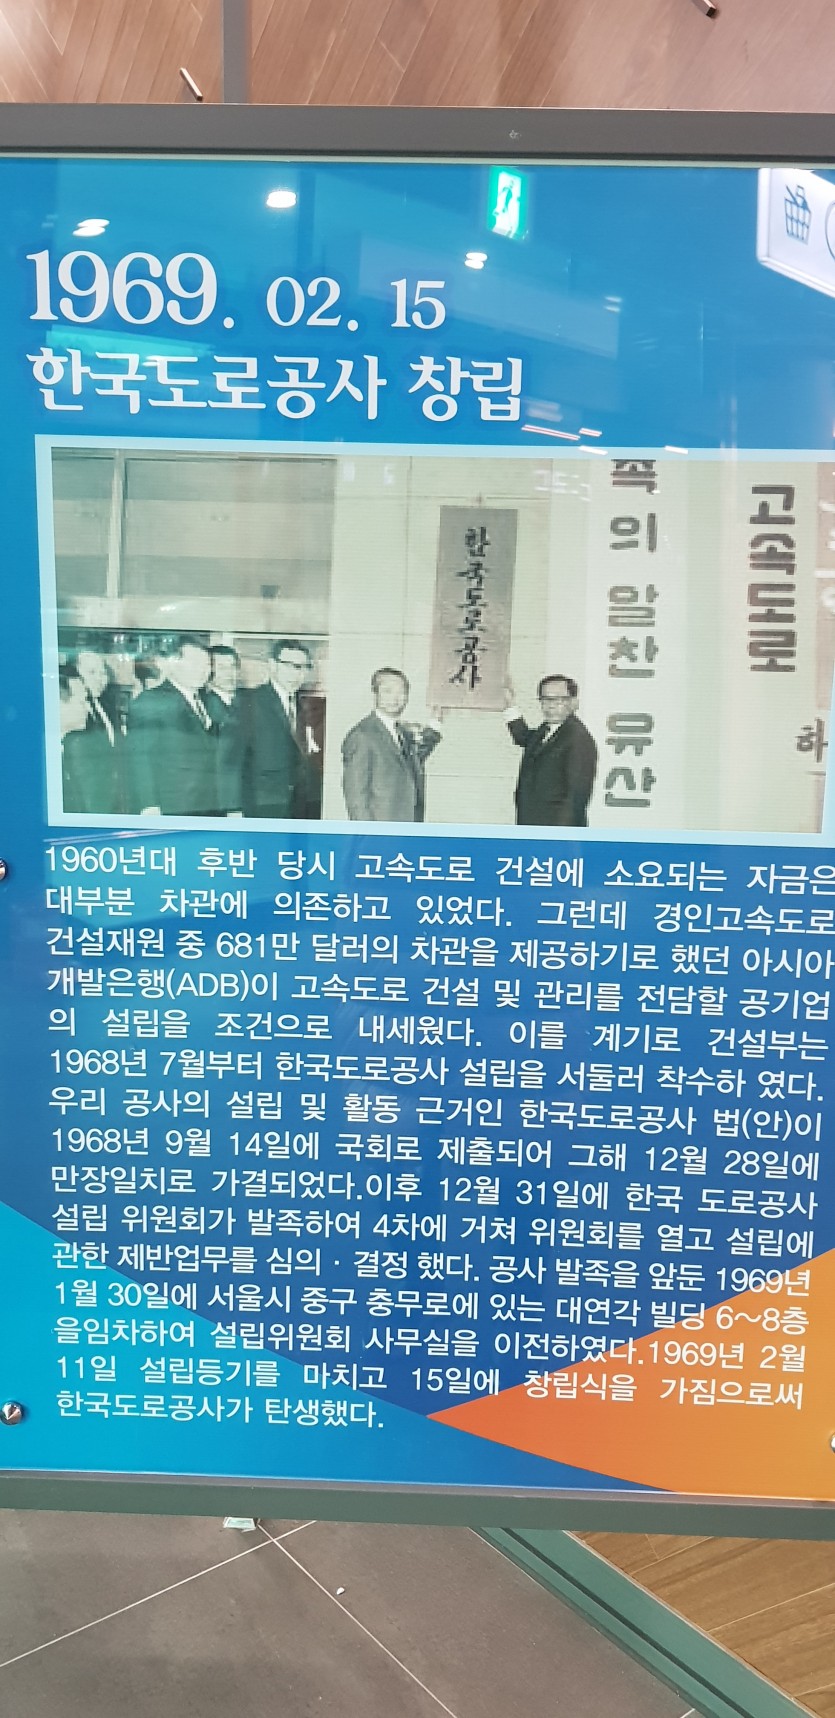 1969. 02. 15
한국도로공사 창립
한국도로공사
족의 알찬 유산
고속도로
하
1960년대 후반 당시 고속도로 건설에 소요되는 자금은
대부분 차관에 의존하고 있었다. 그런데 경인고속도로
건설재원 중 681만 달러의 차관을 제공하기로 했던 아시아
개발은행(ADB)이 고속도로 건설 및 관리를 전담할 공기업
의 설립을 조건으로 내세웠다. 이를 계기로 건설부는
1968년 7월부터 한국도로공사 설립을 서둘러 착수하 였다.
우리 공사의 설립 및 활동 근거인 한국도로공사 법(안)이
1968년 9월 14일에 국회로 제출되어 그해 12월 28일에
만장일치로 가결되었다.이후 12월 31일에 한국 도로공사
설립 위원회가 발족하여 4차에 거쳐 위원회를 열고 설립에
관한 제반업무를 심의 · 결정 했다. 공사 발족을 앞둔 1969년
1월 30일에 서울시 중구 충무로에 있는 대연각 빌딩 6~8층
을임차하여 설립위원회 사무실을 이전하였다.1969년 2월
11일 설립등기를 마치고 15일에 창립식을 가짐으로써
한국도로공사가 탄생했다.